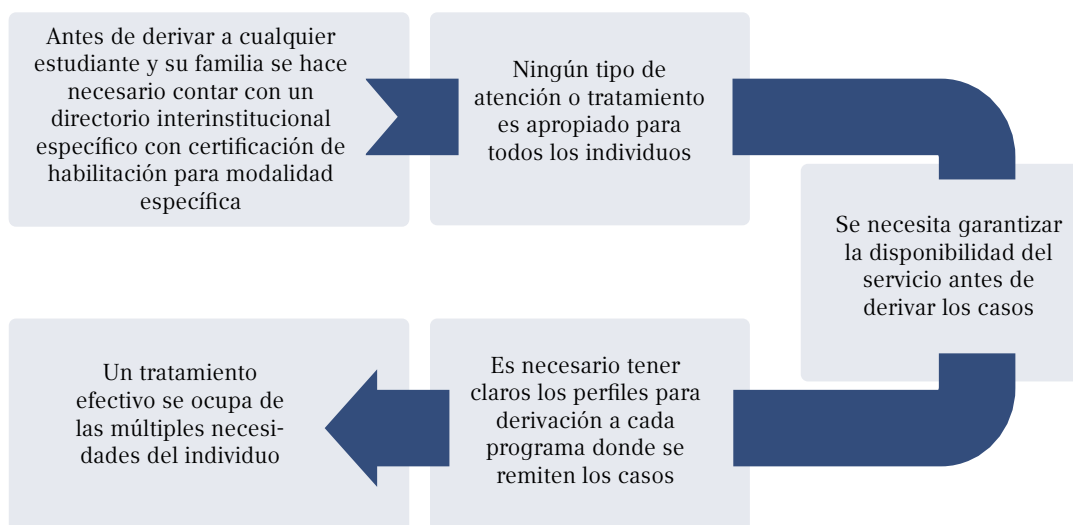 Antes de derivar a cualquier
estudiante y su familia se hace
necesario contar con un
directorio interinstitucional
específico con certificación de
habilitación para modalidad
específica
Ningún tipo de
atención o tratamiento
es apropiado para
todos los individuos
Se necesita garantizar
la disponibilidad del
servicio antes de
derivar los casos
Es necesario tener
claros los perfiles para
derivación a cada
programa donde se
remiten los casos
Un tratamiento
efectivo se ocupa de
las múltiples necesi-
dades del individuo